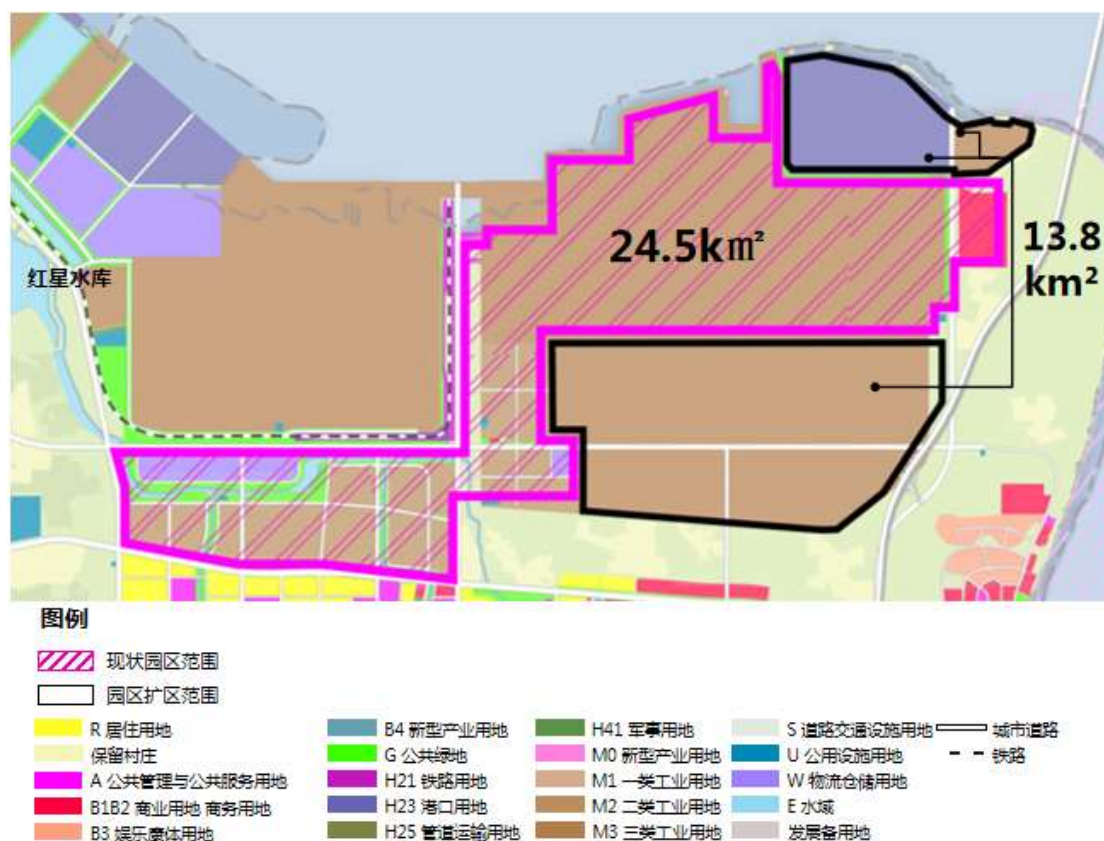 24.5k㎡
13.8
km²
红星水库
图例
现状园区范围
园区扩区范围
R 居住用地
B4 新型产业用地
H41 军事用地
S 道路交通设施用地
城市道路
保留村庄
G 公共绿地
M0 新型产业用地
U 公用设施用地
铁路
A 公共管理与公共服务用地
H21 铁路用地
M1 一类工业用地
W 物流仓储用地
B1B2 商业用地 商务用地
H23 港口用地
M2 二类工业用地
E 水域
B3 娱乐康体用地
H25 管道运输用地
M3 三类工业用地
发展备用地